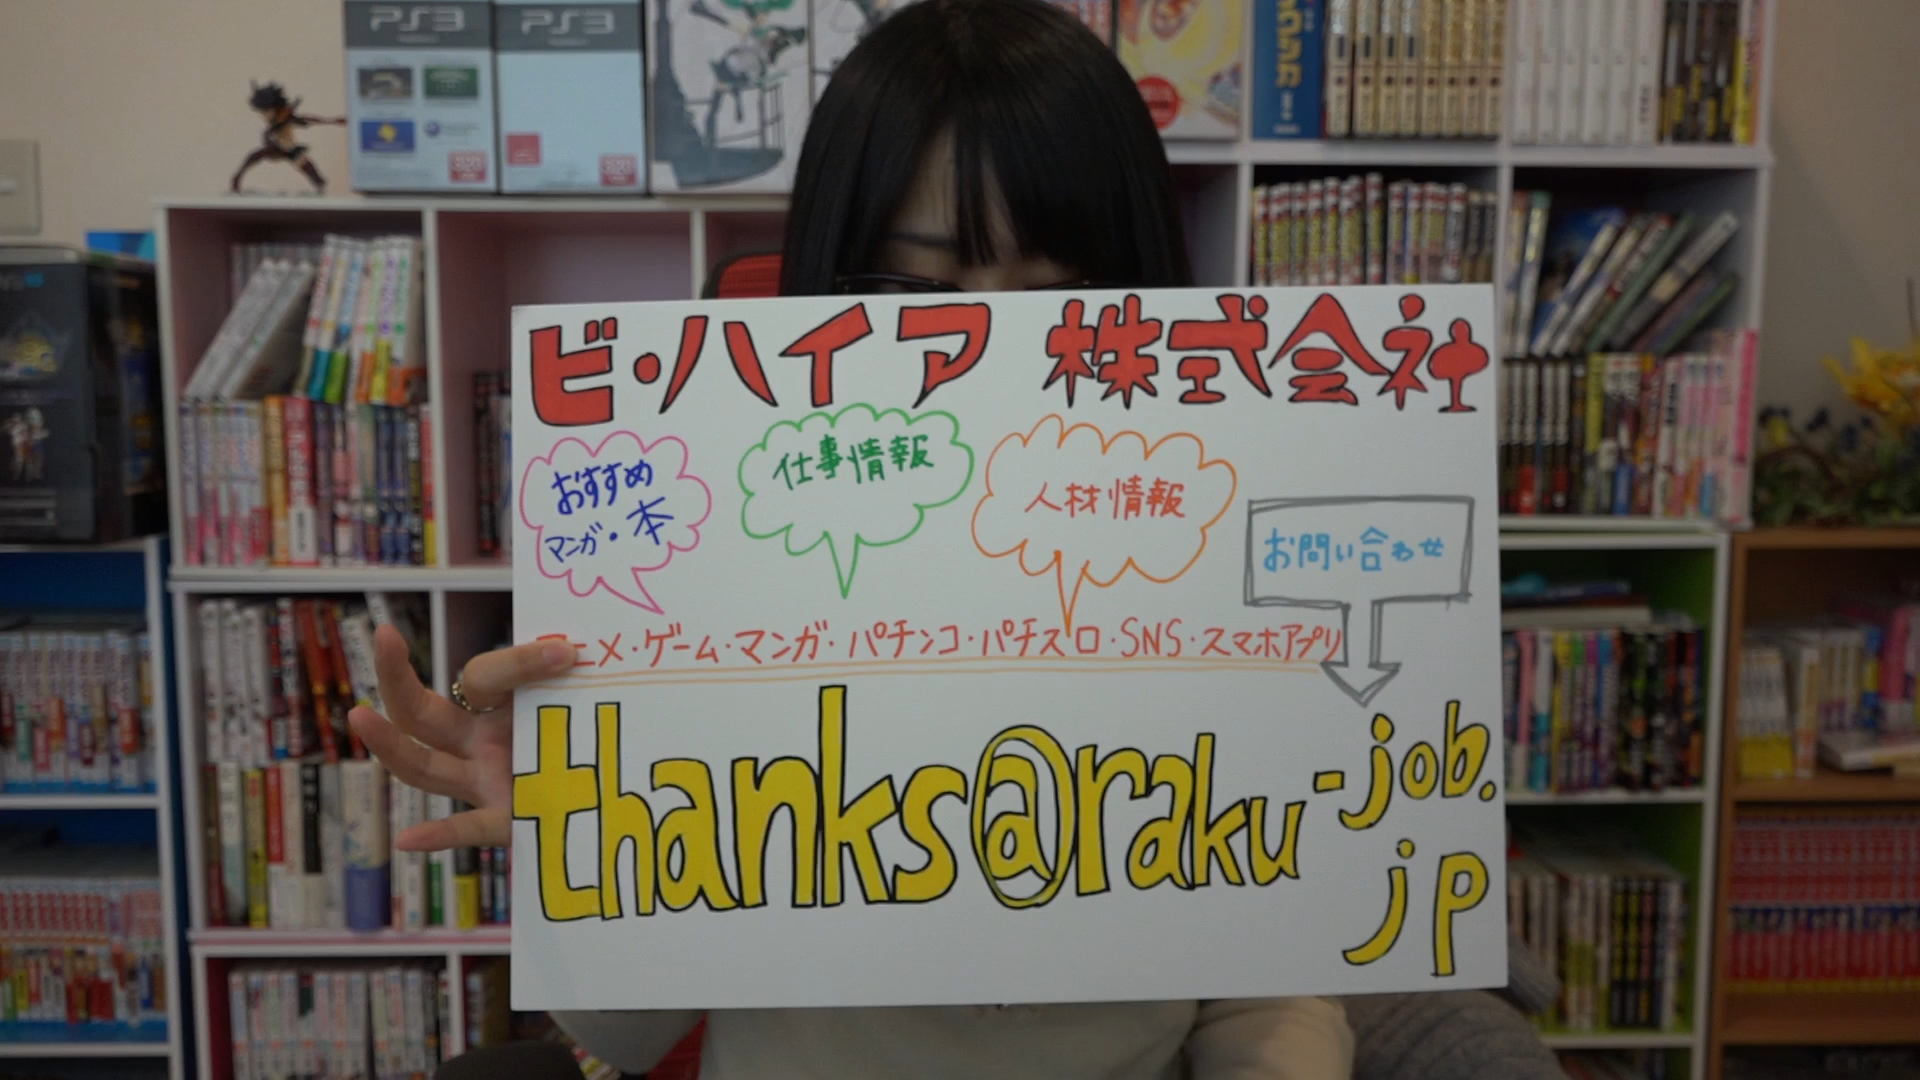 PS3
PS3
ビ・ハイア 株式会社
おすすめ
マンガ・本
仕事情報
人材情報
お問い合わせ
アニメ・ゲーム・マンガ・パチンコ・パチスロ・SNS・スマホアプリ
thanks@raku-job.
jp